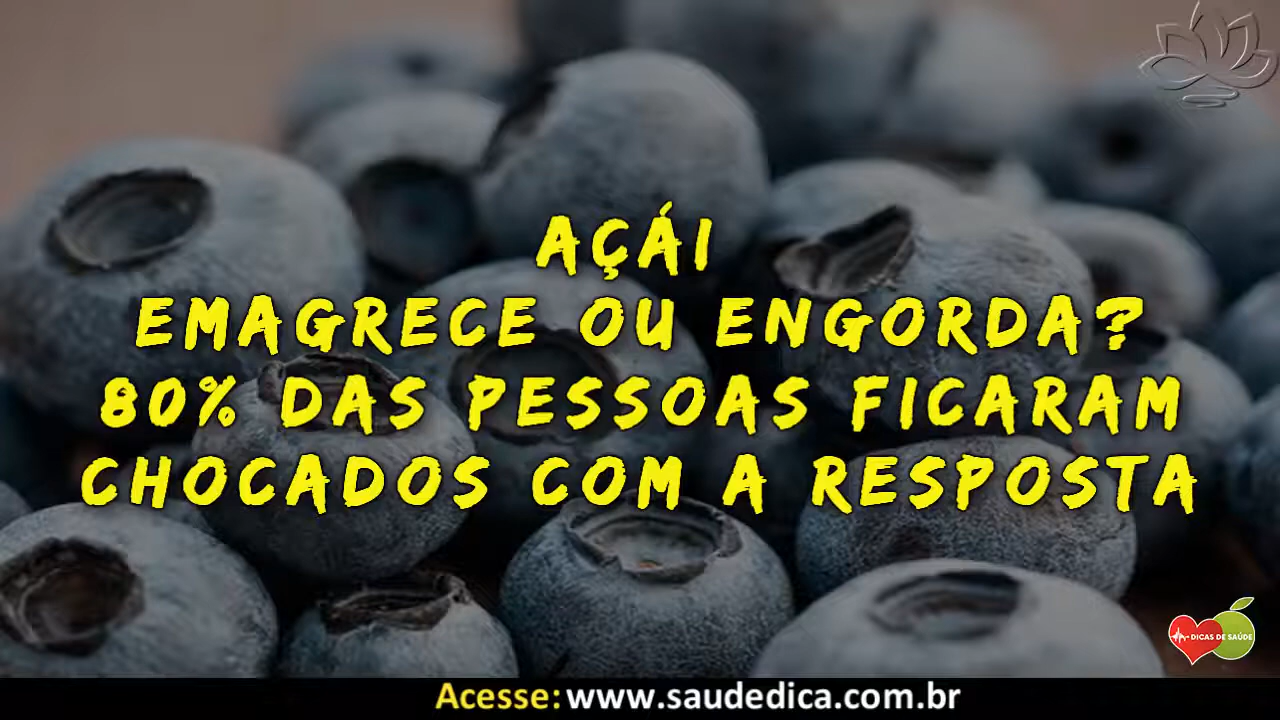 AÇÁI
EMAGRECE OU ENGORDA?
80% DAS PESSOAS FICARAM
CHOCADOS COM A RESPOSTA
DICAS DE SAÚDE
Acesse: www.saudedica.com.br